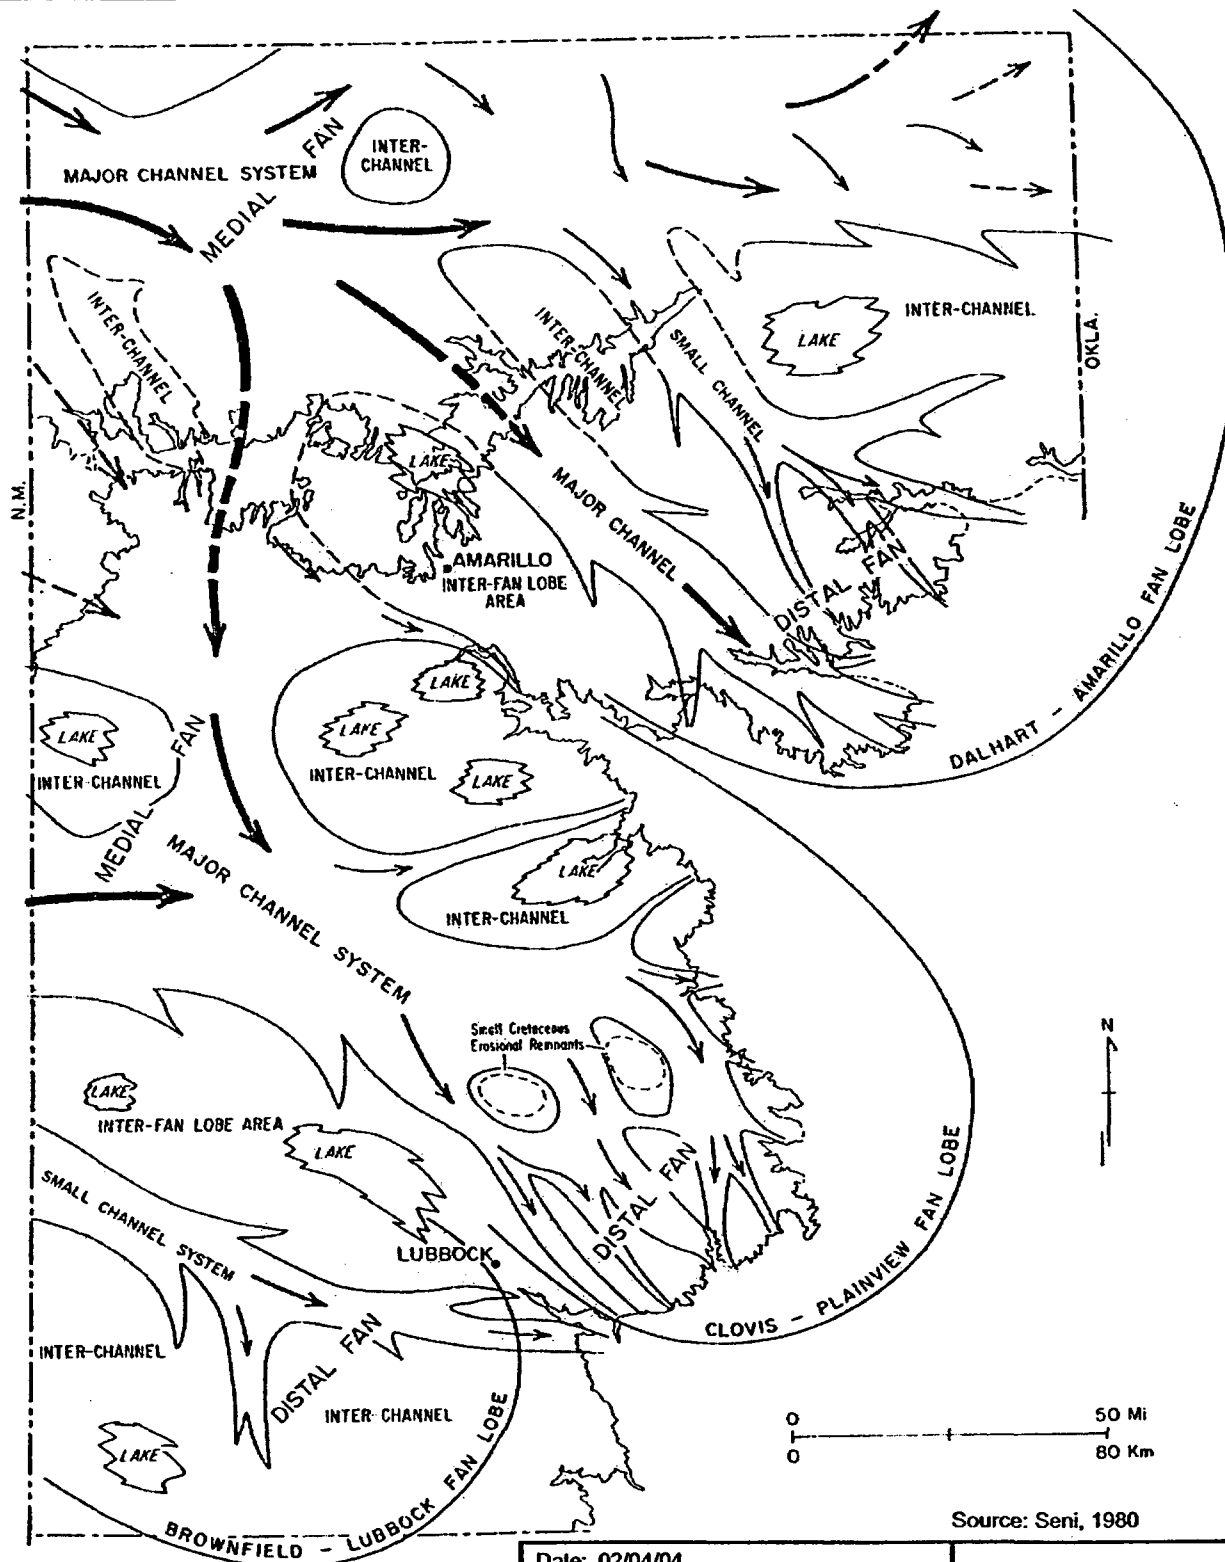 MAJOR CHANNEL SYSTEM
MEDIAL FAN
INTER-
CHANNEL
INTER-CHANNEL
INTER-CHANNEL
SMALL CHANNEL
LAKE
INTER-CHANNEL
OKLA.
N.M.
LAKE
MAJOR CHANNEL
AMARILLO
INTER-FAN LOBE
AREA
DISTAL FAN
DALHART - AMARILLO FAN LOBE
LAKE
LAKE
LAKE
INTER-CHANNEL
LAKE
INTER-CHANNEL
MEDIAL FAN
MAJOR CHANNEL SYSTEM
LAKE
INTER-CHANNEL
Small Cretaceous
Erosional Remnants
N
LAKE
INTER-FAN LOBE AREA
LAKE
SMALL CHANNEL SYSTEM
DISTAL FAN
LUBBOCK
CLOVIS - PLAINVIEW FAN LOBE
INTER-CHANNEL
DISTAL FAN
INTER-CHANNEL
LAKE
BROWNFIELD - LUBBOCK FAN LOBE
0 50 Mi
0 80 Km
Source: Seni, 1980
Date: 02/04/04